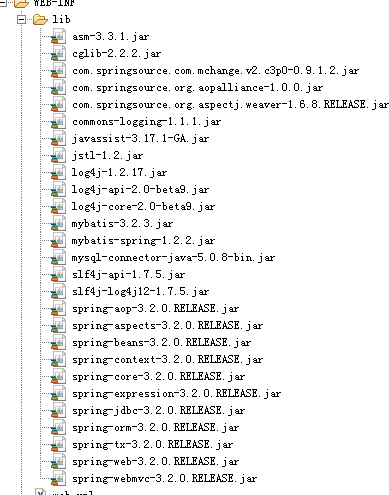 WEB-INF
lib
asm-3.3.1.jar
cglib-2.2.2.jar
com.springsource.com.mchange.v2.c3p0-0.9.1.2.jar
com.springsource.org.aopalliance-1.0.0.jar
com.springsource.org.aspectj.weaver-1.6.8.RELEASE.jar
commons-logging-1.1.1.jar
javassist-3.17.1-GA.jar
jstl-1.2.jar
log4j-1.2.17.jar
log4j-api-2.0-beta9.jar
log4j-core-2.0-beta9.jar
mybatis-3.2.3.jar
mybatis-spring-1.2.2.jar
mysql-connector-java-5.0.8-bin.jar
slf4j-api-1.7.5.jar
slf4j-log4j12-1.7.5.jar
spring-aop-3.2.0.RELEASE.jar
spring-aspects-3.2.0.RELEASE.jar
spring-beans-3.2.0.RELEASE.jar
spring-context-3.2.0.RELEASE.jar
spring-core-3.2.0.RELEASE.jar
spring-expression-3.2.0.RELEASE.jar
spring-jdbc-3.2.0.RELEASE.jar
spring-orm-3.2.0.RELEASE.jar
spring-tx-3.2.0.RELEASE.jar
spring-web-3.2.0.RELEASE.jar
spring-webmvc-3.2.0.RELEASE.jar
web.xml